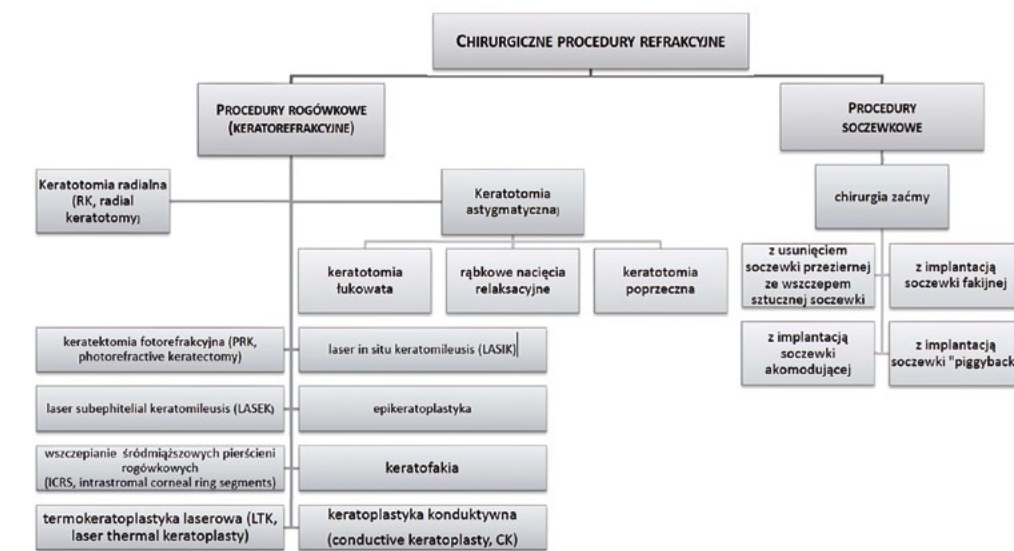 CHIRURGICZNE PROCEDURY REFRAKCYJNE
PROCEDURY ROGÓWKOWE
(KERATOREFRAKCYJNE)
PROCEDURY
SOCZEWKOWE
Keratotomia radialna
(RK, radial
keratotomy)
Keratotomia
astygmatyczna)
chirurgia zaćmy
keratotomia
łukowata
rąbkowe nacięcia
relaksacyjne
keratotomia
poprzeczna
z usunięciem
soczewki przeziernej
ze wszczepem
sztucznej soczewki
z implantacją
soczewki fakijnej
z implantacją
soczewki
akomodującej
z implantacją
soczewki "piggyback
keratektomia fotorefrakcyjna (PRK,
photorefractive keratectomy)
laser in situ keratomileusis (LASIK)
laser subephitelial keratomileusis (LASEK)
epikeratoplastyka
wszczepianie śródmiąższowych pierścieni
rogówkowych
(ICRS, intrastromal corneal ring segments)
keratofakia
termokeratoplastyka laserowa (LTK,
laser thermal keratoplasty)
keratoplastyka konduktywna
(conductive keratoplasty, CK)